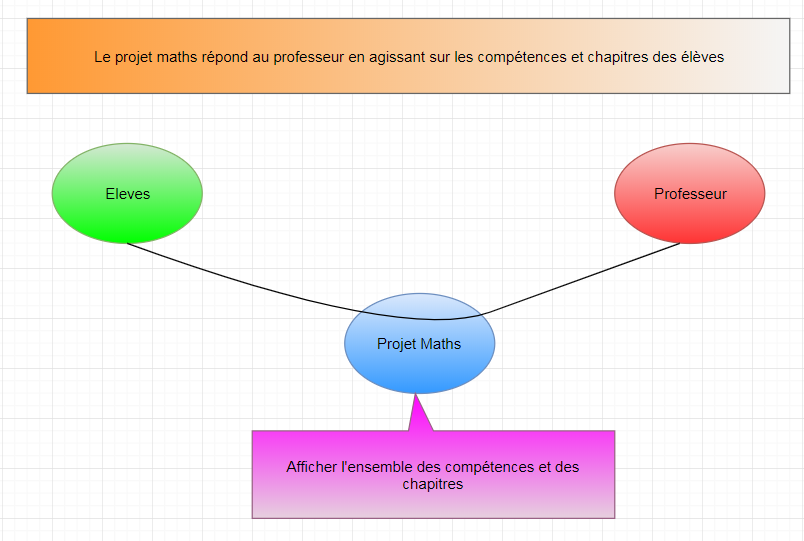 Le projet maths répond au professeur en agissant sur les compétences et chapitres des élèves
Eleves
Professeur
Projet Maths
Afficher l'ensemble des compétences et des
chapitres